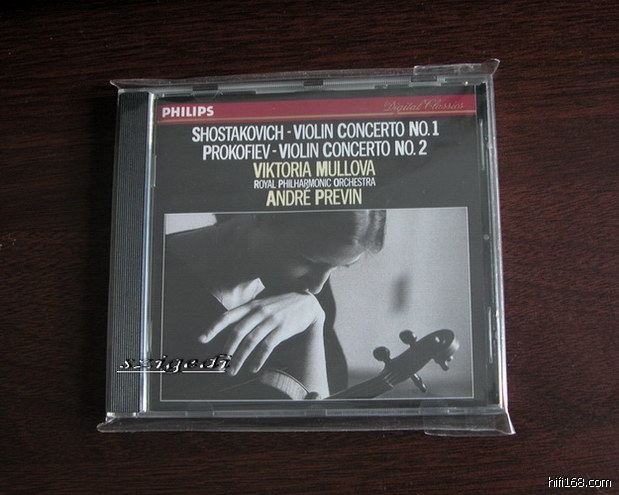 PHILIPS
Digital Classics
SHOSTAKOVICH - VIOLIN CONCERTO NO.1
PROKOFIEV - VIOLIN CONCERTO NO. 2
VIKTORIA MULLOVA
ROYAL PHILHARMONIC ORCHESTRA
ANDRÉ PREVIN
szigedi
hifi168.com